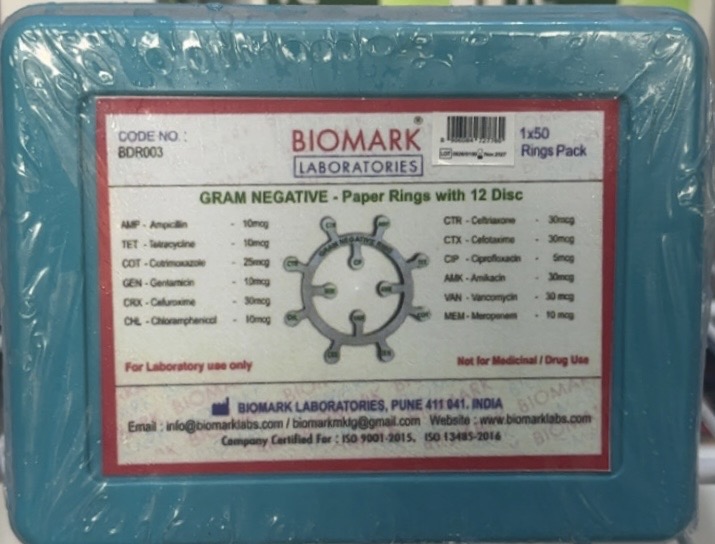 CODE NO. :
BDR003
BIOMARK®
LABORATORIES
1x50
Rings Pack
GRAM NEGATIVE - Paper Rings with 12 Disc
AMP - Ampicillin - 10mcg
TET - Tetracycline - 10mcg
COT - Cotrimoxazole - 25mcg
GEN - Gentamicin - 10mcg
CRX - Cefuroxime - 30mcg
CHL - Chloramphenicol - 10mcg
GRAM NEGATIVE
CTR - Ceftriaxone - 30mcg
CTX - Cefotaxime - 30mcg
CIP - Ciprofloxacin - 5mcg
AMK - Amikacin - 30mcg
VAN - Vancomycin - 30 mcg
MEM - Meropenem - 10 mcg
For Laboratory use only
Not for Medicinal / Drug Use
BIOMARK LABORATORIES, PUNE 411 041. INDIA
Email : info@biomarklabs.com / biomarkmktg@gmail.com Website : www.biomarklabs.com
Company Certified For : ISO 9001-2015, ISO 13485-2016